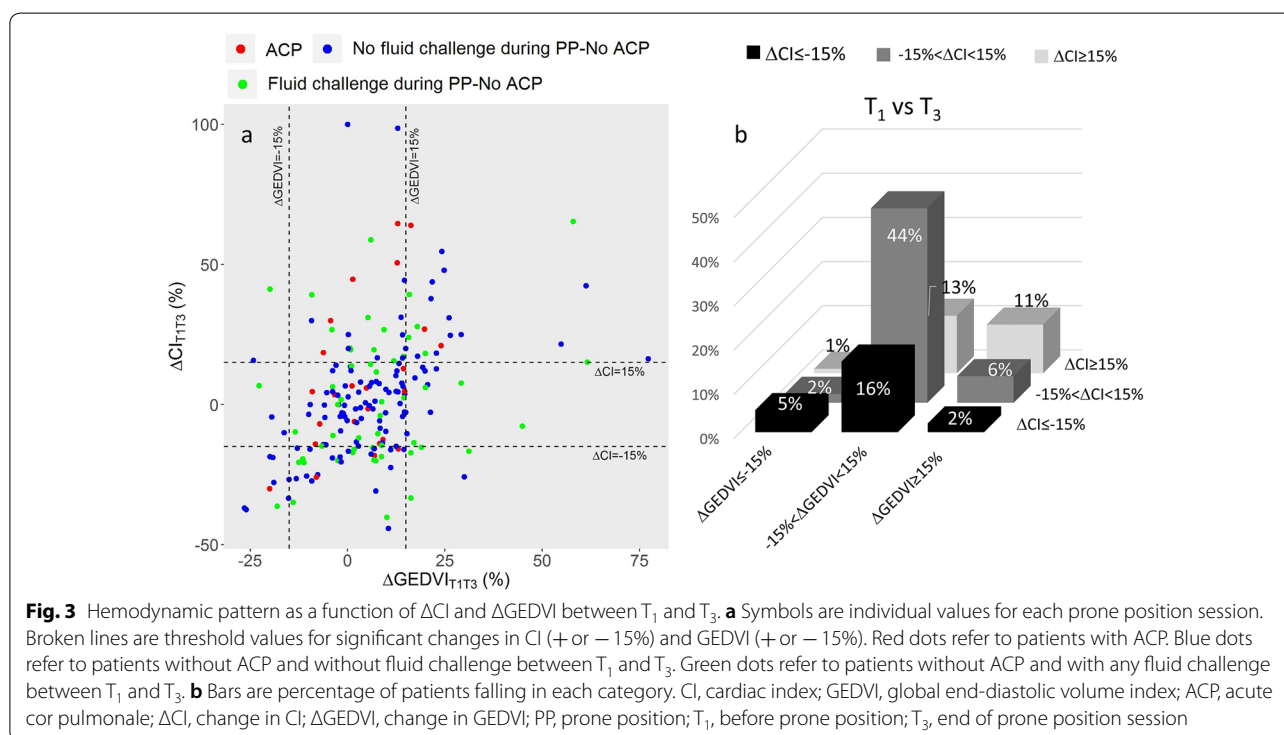 ACP No fluid challenge during PP-No ACP
Fluid challenge during PP-No ACP
a
ΔGEDVI=-15%
ΔGEDVI=15%
100
50
0
-50
ΔCI=15%
ΔCI=-15%
-25 0 25 50 75
ΔCI_T1T3 (%)
ΔGEDVI_T1T3 (%)
ΔCI≤-15% -15%<ΔCI<15% ΔCI≥15%
T1 vs T3
b
50%
40%
30%
20%
10%
0%
44%
13%
11%
1%
2%
6%
5%
16%
2%
ΔCI≥15%
-15%<ΔCI<15%
ΔCI≤-15%
ΔGEDVI≤-15%
-15%<ΔGEDVI<15%
ΔGEDVI≥15%
Fig. 3 Hemodynamic pattern as a function of ΔCI and ΔGEDVI between T1 and T3. a Symbols are individual values for each prone position session.
Broken lines are threshold values for significant changes in CI (+ or − 15%) and GEDVI (+ or − 15%). Red dots refer to patients with ACP. Blue dots
refer to patients without ACP and without fluid challenge between T1 and T3. Green dots refer to patients without ACP and with any fluid challenge
between T1 and T3. b Bars are percentage of patients falling in each category. CI, cardiac index; GEDVI, global end-diastolic volume index; ACP, acute
cor pulmonale; ΔCI, change in CI; ΔGEDVI, change in GEDVI; PP, prone position; T1, before prone position; T3, end of prone position session